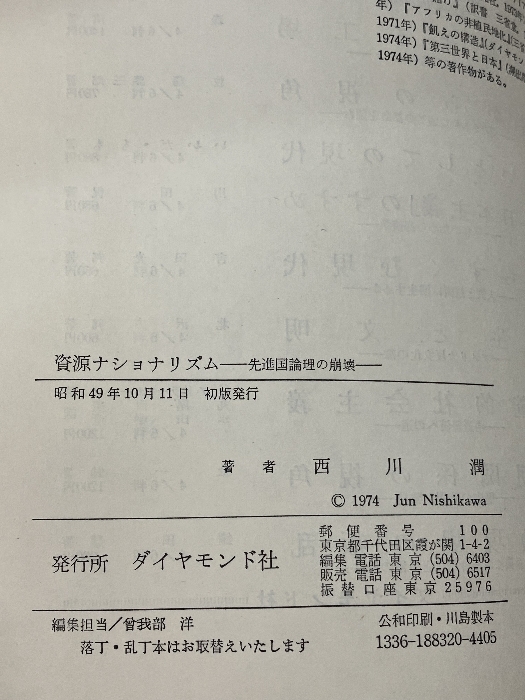 年)『アフリカの非植民地化』(三省
1971年)『飢えの構造』(ダイヤモン
1974年)『第三世界と日本』(潮出
1974年)等の著作物がある。
資源ナショナリズム——先進国論理の崩壊——
昭和49年10月11日 初版発行
著者 西川 潤
© 1974 Jun Nishikawa
発行所 ダイヤモンド社
郵便番号 100
東京都千代田区霞が関 1-4-2
編集 電話 東京 (504) 6403
販売 電話 東京 (504) 6517
振替口座 東京 25976
編集担当/曾我部 洋
落丁・乱丁本はお取替えいたします
公和印刷・川島製本
1336-188320-4405